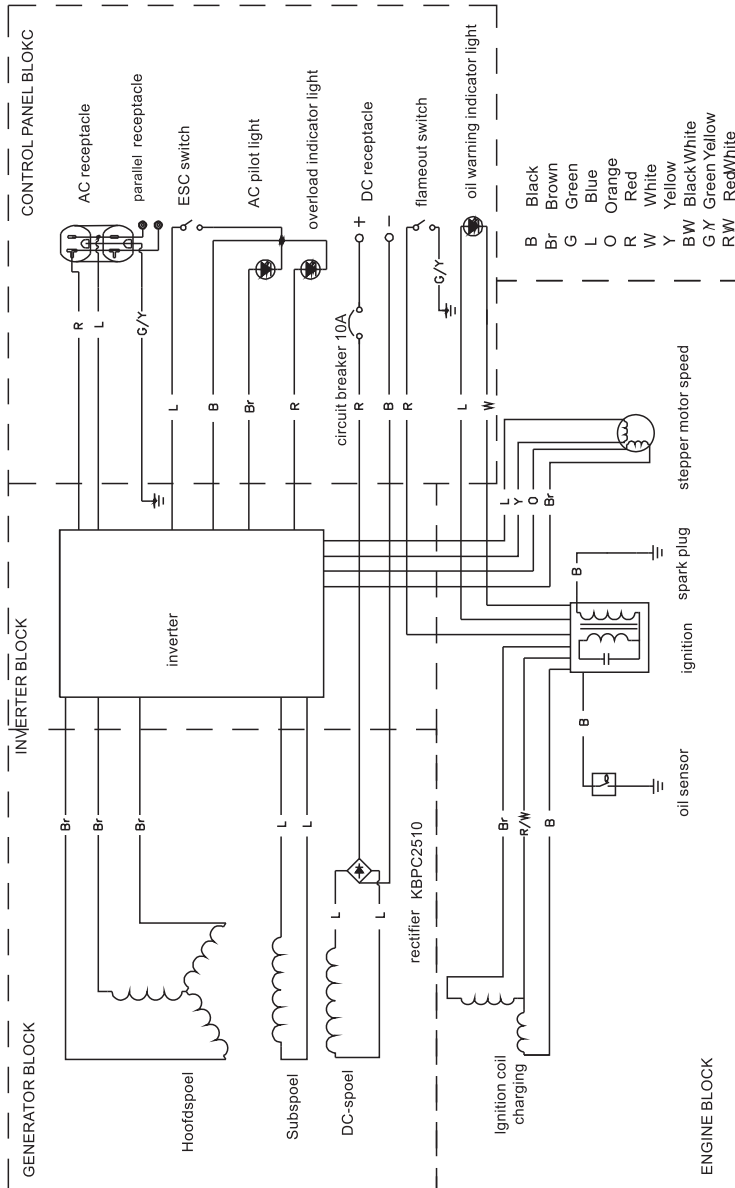 CONTROL PANEL BLOKC
AC receptacle
parallel receptacle
ESC switch
AC pilot light
overload indicator light
DC receptacle
flameout switch
oil warning indicator light
+
−
R
L
G/Y
L
B
Br
R
circuit breaker 10A
R
B
R
G/Y
L
W
B Black
Br Brown
G Green
L Blue
O Orange
R Red
W White
Y Yellow
BW Black White
GY Green Yellow
RW Red White
INVERTER BLOCK
inverter
L
Y
O
Br
stepper motor speed
B
spark plug
ignition
B
oil sensor
GENERATOR BLOCK
Br
Br
Br
L
L
L
L
rectifier KBPC2510
Hoofdspoel
Subspoel
DC-spoel
Br
R/W
B
Ignition coil
charging
ENGINE BLOCK